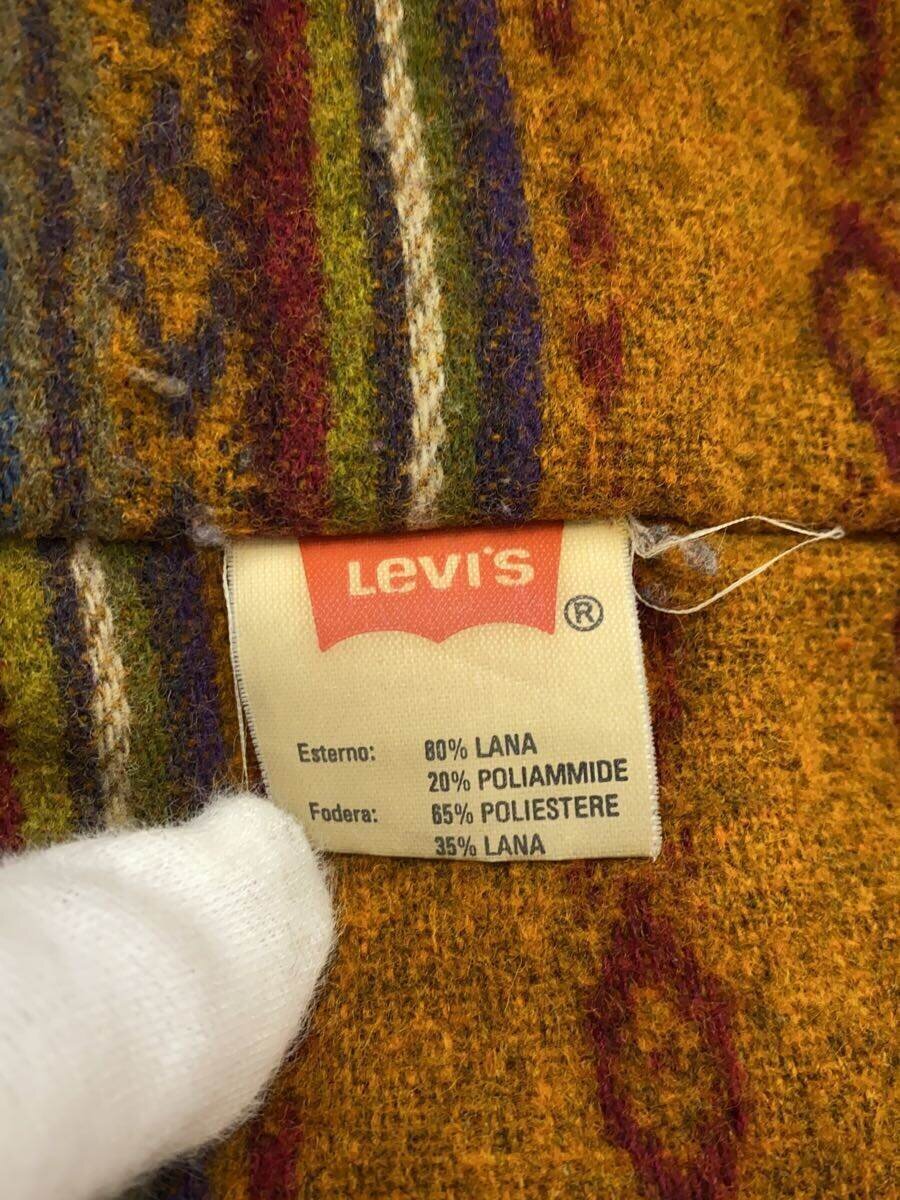 Levi's
®
Esterno: 80% LANA
20% POLIAMMIDE
Fodera: 65% POLIESTERE
35% LANA